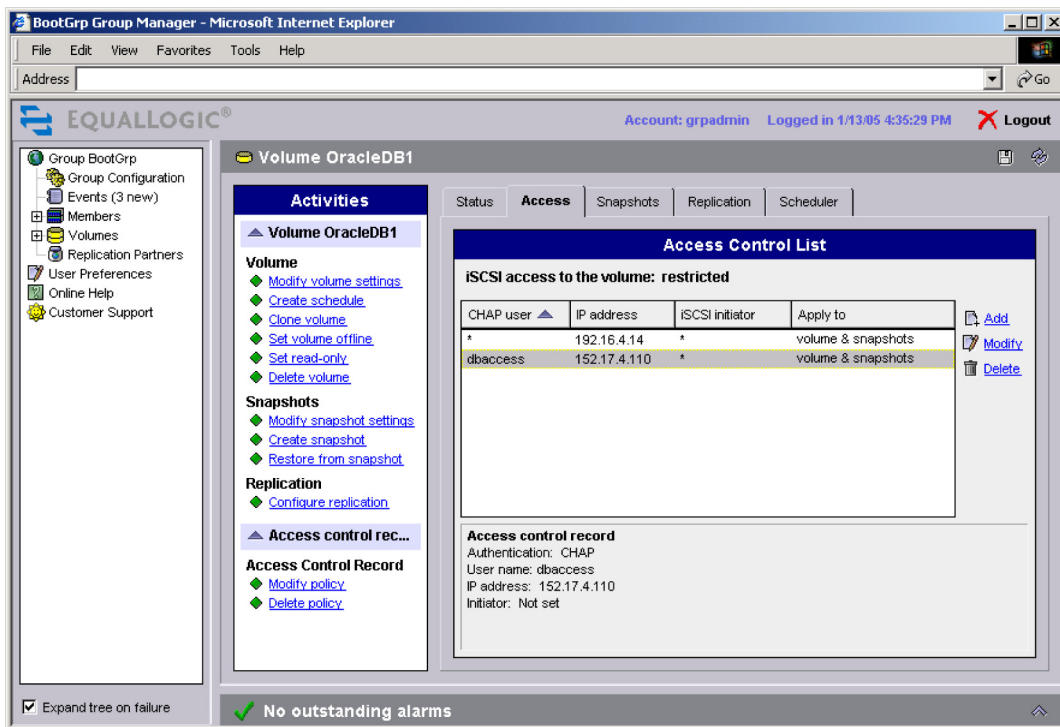 BootGrp Group Manager - Microsoft Internet Explorer
File Edit View Favorites Tools Help
Address Go
EQUALLOGIC® Account: grpadmin Logged in 1/13/05 4:35:29 PM Logout
Group BootGrp
Group Configuration
Events (3 new)
Members
Volumes
Replication Partners
User Preferences
Online Help
Customer Support
Expand tree on failure
Volume OracleDB1
Activities
Volume OracleDB1
Volume
Modify volume settings
Create schedule
Clone volume
Set volume offline
Set read-only
Delete volume
Snapshots
Modify snapshot settings
Create snapshot
Restore from snapshot
Replication
Configure replication
Access control rec...
Access Control Record
Modify policy
Delete policy
Status Access Snapshots Replication Scheduler
Access Control List
iSCSI access to the volume: restricted
CHAP user IP address iSCSI initiator Apply to
* 192.16.4.14 * volume & snapshots
dbaccess 152.17.4.110 * volume & snapshots
Add
Modify
Delete
Access control record
Authentication: CHAP
User name: dbaccess
IP address: 152.17.4.110
Initiator: Not set
No outstanding alarms